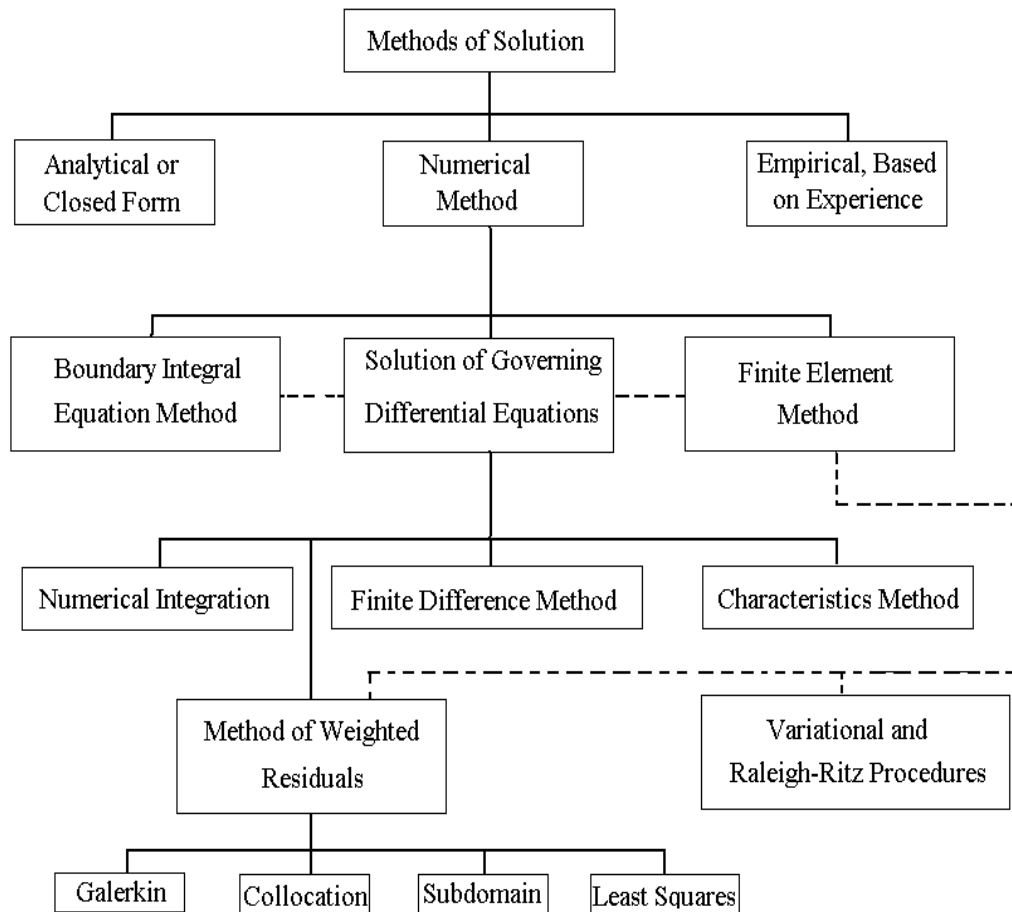 Methods of Solution
Analytical or
Closed Form
Numerical
Method
Empirical, Based
on Experience
Boundary Integral
Equation Method
Solution of Governing
Differential Equations
Finite Element
Method
Numerical Integration
Finite Difference Method
Characteristics Method
Method of Weighted
Residuals
Variational and
Raleigh-Ritz Procedures
Galerkin
Collocation
Subdomain
Least Squares